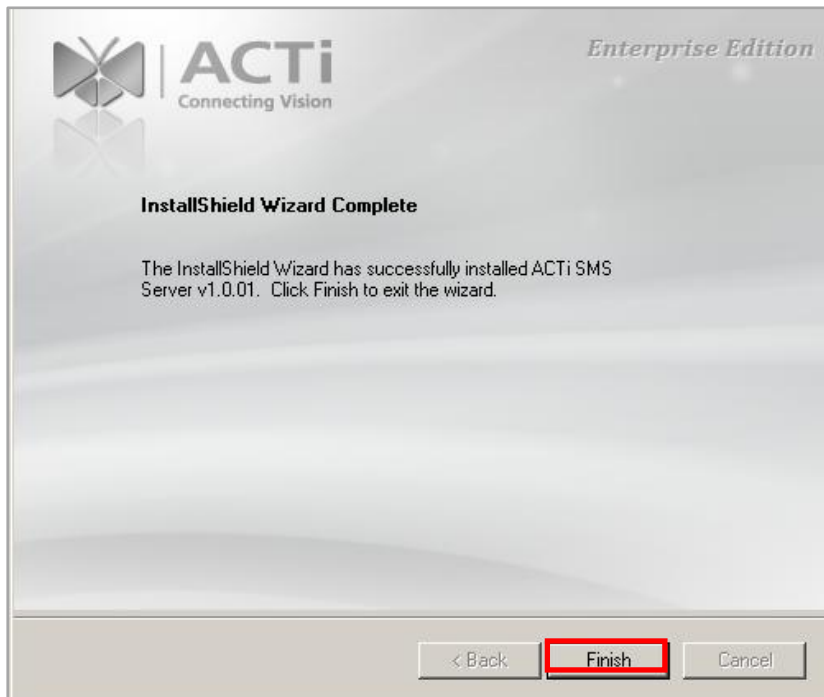 ACTi
Connecting Vision
Enterprise Edition
InstallShield Wizard Complete
The InstallShield Wizard has successfully installed ACTi SMS
Server v1.0.01. Click Finish to exit the wizard.
< Back
Finish
Cancel